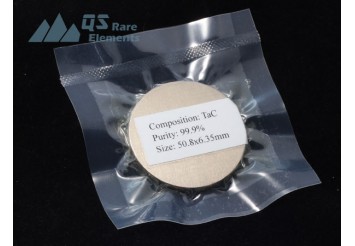 QS Rare
Elements
Composition: TaC
Purity: 99.9%
Size: 50.8x6.35mm